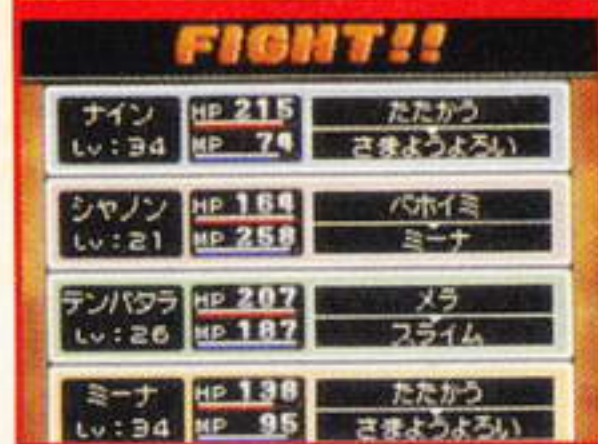 FIGHT!!
ナイン HP 215 たたかう
Lv:34 MP 74 さまようよろい
シャノン HP 164 バホイミ
Lv:21 MP 258 ミーナ
テンパタラ HP 207 メラ
Lv:26 MP 187 スライム
ミーナ HP 138 たたかう
Lv:34 MP 95 さまようよろい